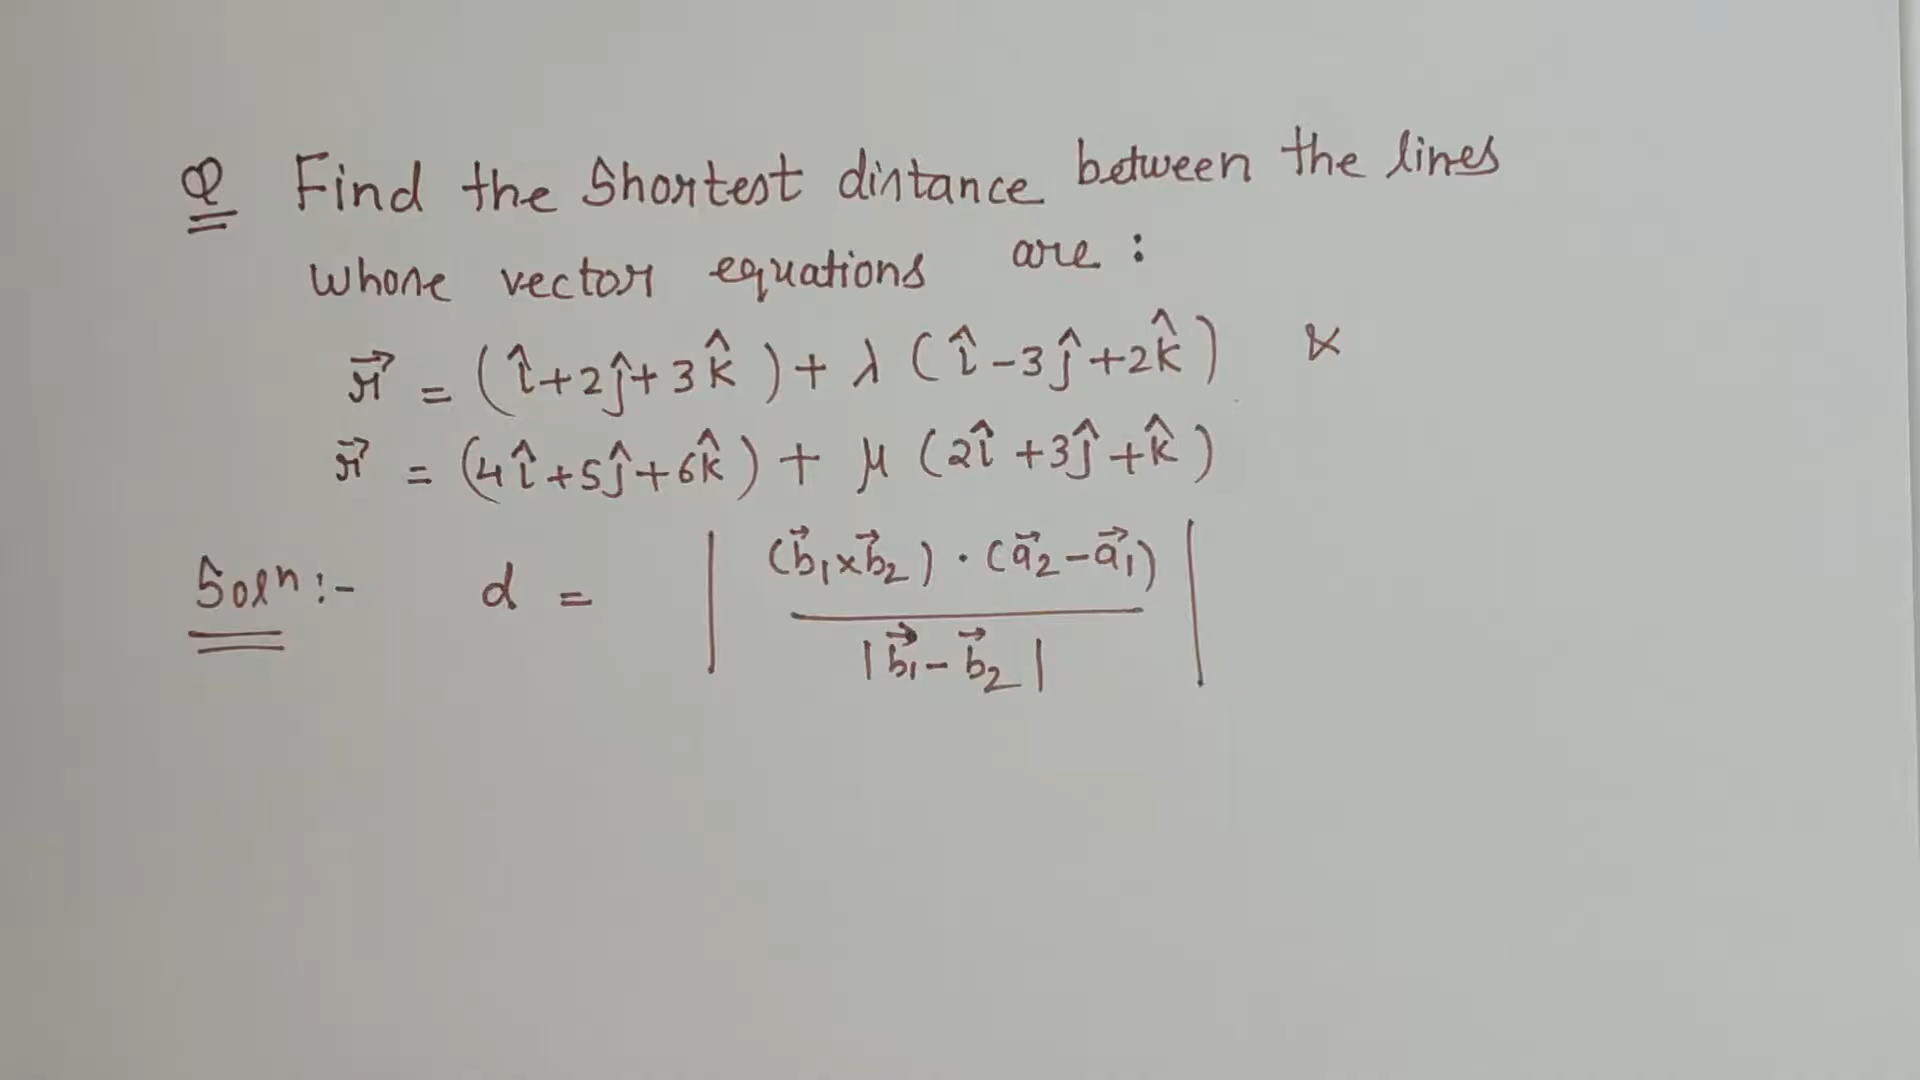 Q Find the Shortest distance between the lines
whose vector equations are :
r⃗ = (î+2ĵ+3k̂) + λ (î-3ĵ+2k̂) &
r⃗ = (4î+5ĵ+6k̂) + μ (2î+3ĵ+k̂)
Solⁿ:- d = | (b⃗₁×b⃗₂) · (a⃗₂-a⃗₁) / |b⃗₁-b⃗₂| |